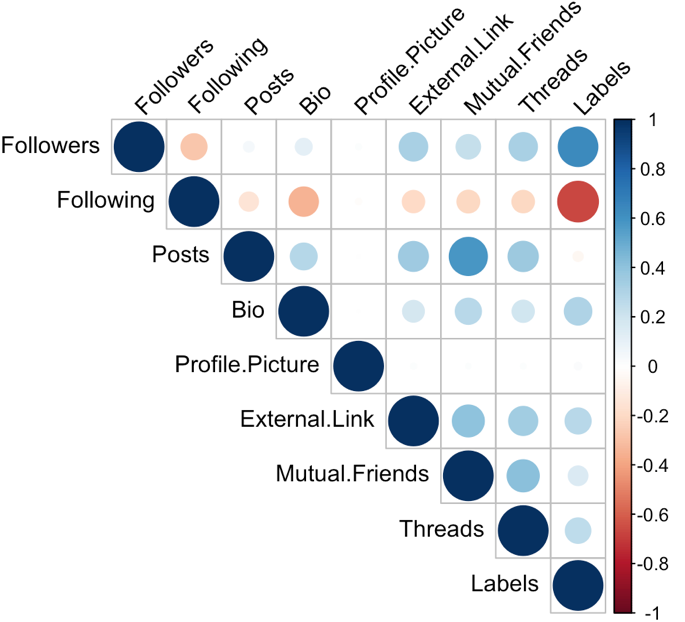 Followers
Following
Posts
Bio
Profile.Picture
External.Link
Mutual.Friends
Threads
Labels
Followers
Following
Posts
Bio
Profile.Picture
External.Link
Mutual.Friends
Threads
Labels
1
0.8
0.6
0.4
0.2
0
-0.2
-0.4
-0.6
-0.8
-1